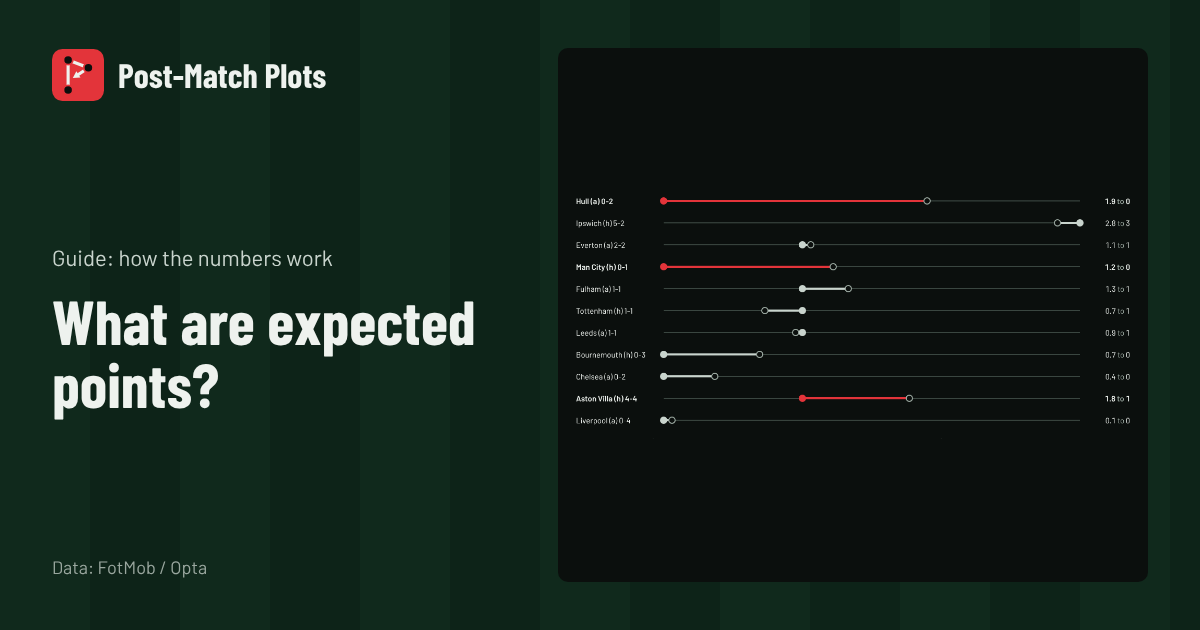 Post-Match Plots
Guide: how the numbers work
What are expected
points?
Data: FotMob / Opta
Hull (a) 0-2 1.9 to 0
Ipswich (h) 5-2 2.8 to 3
Everton (a) 2-2 1.1 to 1
Man City (h) 0-1 1.2 to 0
Fulham (a) 1-1 1.3 to 1
Tottenham (h) 1-1 0.7 to 1
Leeds (a) 1-1 0.9 to 1
Bournemouth (h) 0-3 0.7 to 0
Chelsea (a) 0-2 0.4 to 0
Aston Villa (h) 4-4 1.8 to 1
Liverpool (a) 0-4 0.1 to 0